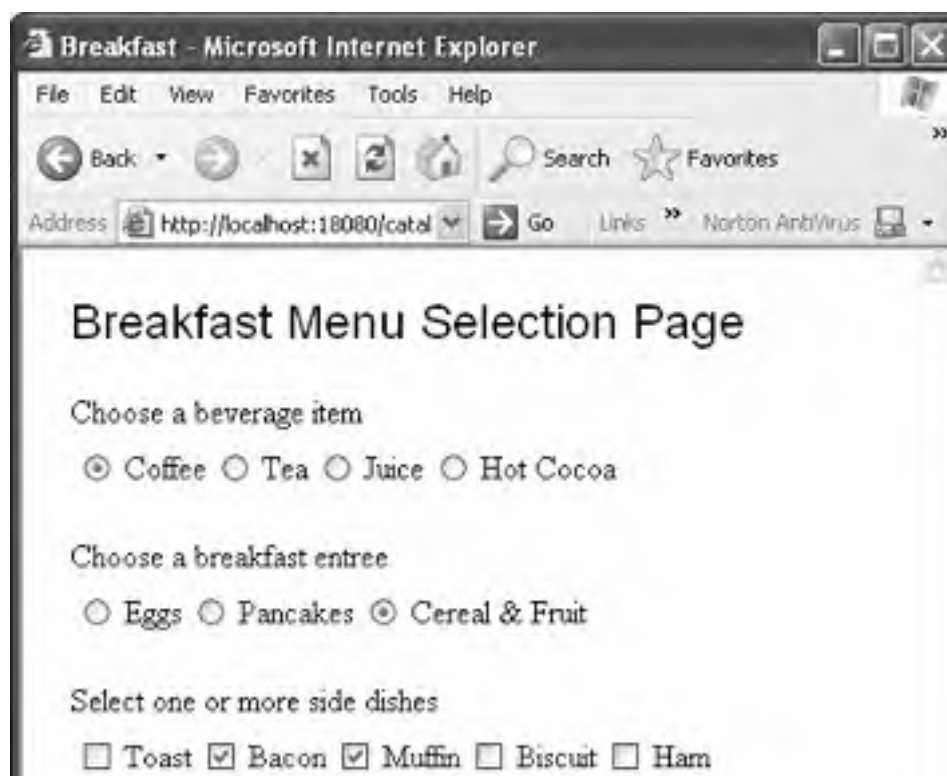 Breakfast - Microsoft Internet Explorer
File Edit View Favorites Tools Help
Back Search Favorites
Address http://localhost:18080/catal Go Links Norton AntiVirus
Breakfast Menu Selection Page
Choose a beverage item
Coffee Tea Juice Hot Cocoa
Choose a breakfast entree
Eggs Pancakes Cereal & Fruit
Select one or more side dishes
Toast Bacon Muffin Biscuit Ham